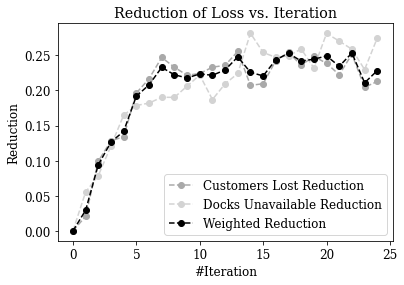 Reduction of Loss vs. Iteration
Reduction
0.25
0.20
0.15
0.10
0.05
0.00
Customers Lost Reduction
Docks Unavailable Reduction
Weighted Reduction
0 5 10 15 20 25
#Iteration